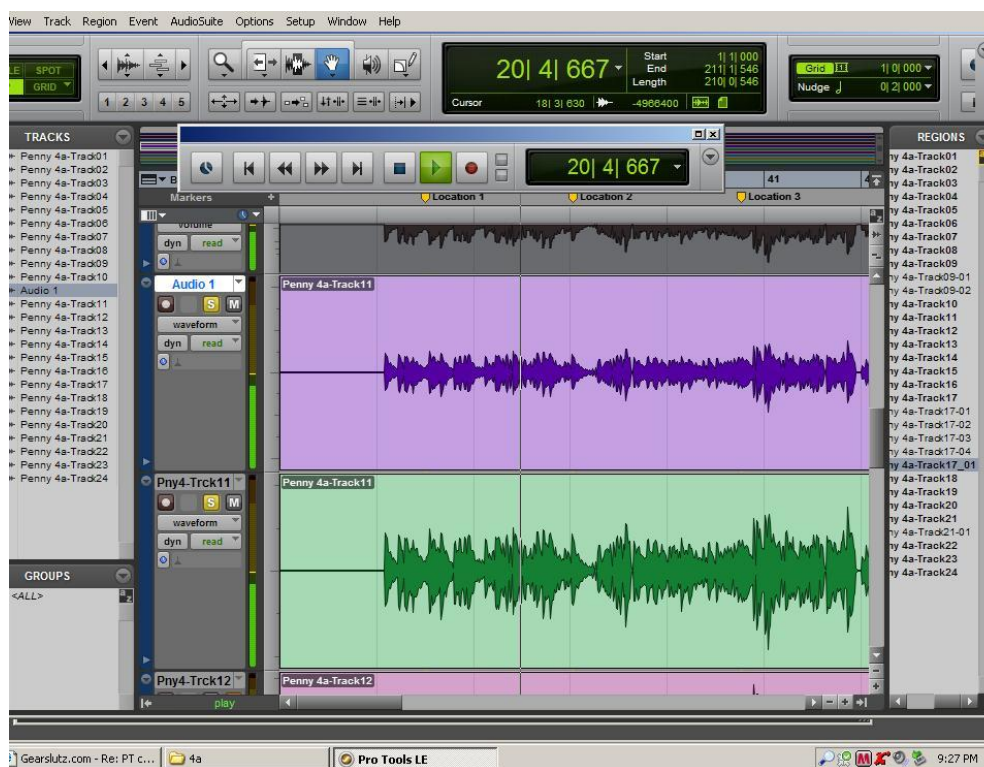 View Track Region Event AudioSuite Options Setup Window Help
SPOT
GRID
1 2 3 4 5
20| 4| 667
Start 1| 1| 000
End 211| 1| 546
Length 210| 0| 546
Cursor 18| 3| 630 -4966400
Grid 1| 0| 000
Nudge 0| 2| 000
TRACKS
Penny 4a-Track01
Penny 4a-Track02
Penny 4a-Track03
Penny 4a-Track04
Penny 4a-Track05
Penny 4a-Track06
Penny 4a-Track07
Penny 4a-Track08
Penny 4a-Track09
Penny 4a-Track10
Audio 1
Penny 4a-Track11
Penny 4a-Track12
Penny 4a-Track13
Penny 4a-Track14
Penny 4a-Track15
Penny 4a-Track16
Penny 4a-Track17
Penny 4a-Track18
Penny 4a-Track19
Penny 4a-Track20
Penny 4a-Track21
Penny 4a-Track22
Penny 4a-Track23
Penny 4a-Track24
GROUPS
<ALL>
a z
20| 4| 667
41
Markers
Location 1 Location 2 Location 3
volume
dyn read
Audio 1
S M
waveform
dyn read
Penny 4a-Track11
Pny4-Trck11
S M
waveform
dyn read
Penny 4a-Track11
Pny4-Trck12
Penny 4a-Track12
play
REGIONS
ny 4a-Track01
ny 4a-Track02
ny 4a-Track03
ny 4a-Track04
ny 4a-Track05
ny 4a-Track06
ny 4a-Track07
ny 4a-Track08
ny 4a-Track09
ny 4a-Track09-01
ny 4a-Track09-02
ny 4a-Track10
ny 4a-Track11
ny 4a-Track12
ny 4a-Track13
ny 4a-Track14
ny 4a-Track15
ny 4a-Track16
ny 4a-Track17
ny 4a-Track17-01
ny 4a-Track17-02
ny 4a-Track17-03
ny 4a-Track17-04
ny 4a-Track17_01
ny 4a-Track18
ny 4a-Track19
ny 4a-Track20
ny 4a-Track21
ny 4a-Track21-01
ny 4a-Track22
ny 4a-Track23
ny 4a-Track24
Gearslutz.com - Re: PT c... 4a Pro Tools LE 9:27 PM